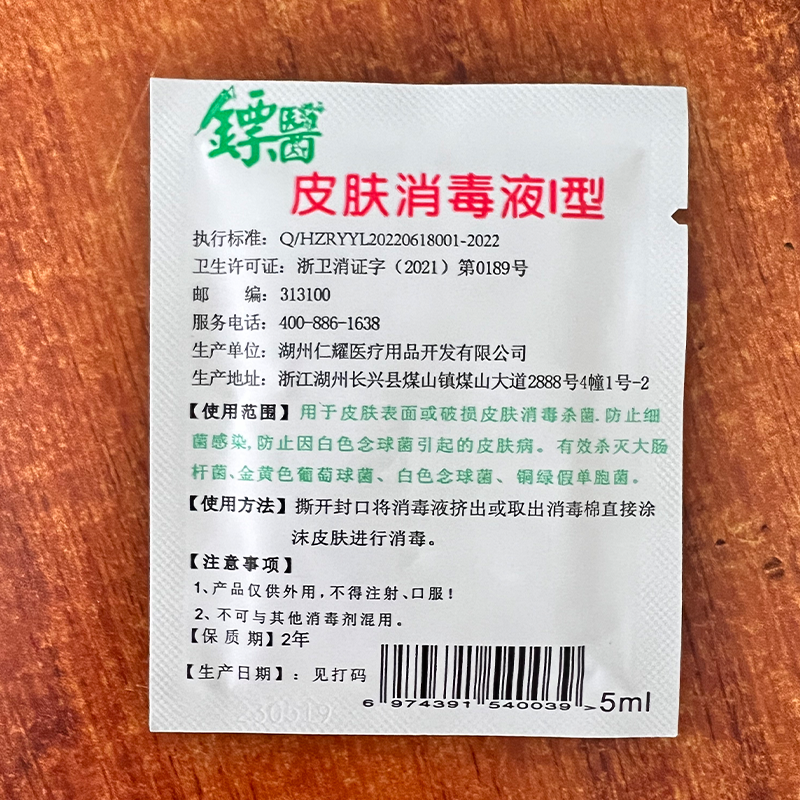 鏢醫
皮肤消毒液I型
执行标准：Q/HZRYYL20220618001-2022
卫生许可证：浙卫消证字（2021）第0189号
邮 编：313100
服务电话：400-886-1638
生产单位：湖州仁耀医疗用品开发有限公司
生产地址：浙江湖州长兴县煤山镇煤山大道2888号4幢1号-2
【使用范围】用于皮肤表面或破损皮肤消毒杀菌.防止细
菌感染,防止因白色念球菌引起的皮肤病。有效杀灭大肠
杆菌、金黄色葡萄球菌、白色念球菌、铜绿假单胞菌。
【使用方法】撕开封口将消毒液挤出或取出消毒棉直接涂
沫皮肤进行消毒。
【注意事项】
1、产品仅供外用，不得注射、口服！
2、不可与其他消毒剂混用。
【保质期】2年
【生产日期】：见打码
6 974391 540039 >
5ml
230519